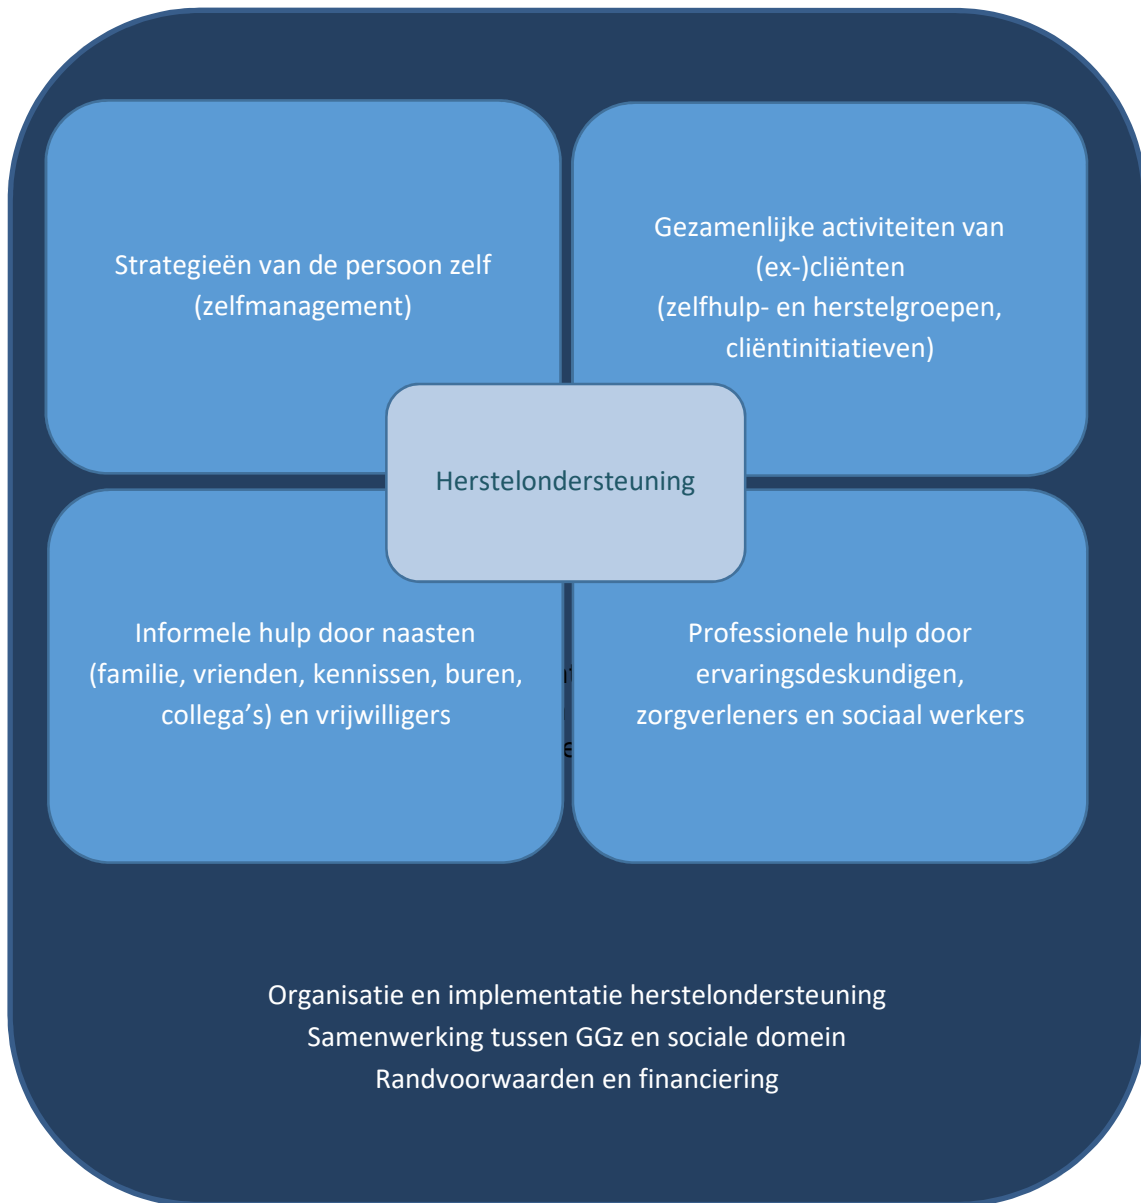 Strategieën van de persoon zelf
(zelfmanagement)
Gezamenlijke activiteiten van
(ex-)cliënten
(zelfhulp- en herstelgroepen,
cliëntinitiatieven)
Herstelondersteuning
Informele hulp door naasten
(familie, vrienden, kennissen, buren,
collega’s) en vrijwilligers
Professionele hulp door
ervaringsdeskundigen,
zorgverleners en sociaal werkers
Organisatie en implementatie herstelondersteuning
Samenwerking tussen GGz en sociale domein
Randvoorwaarden en financiering